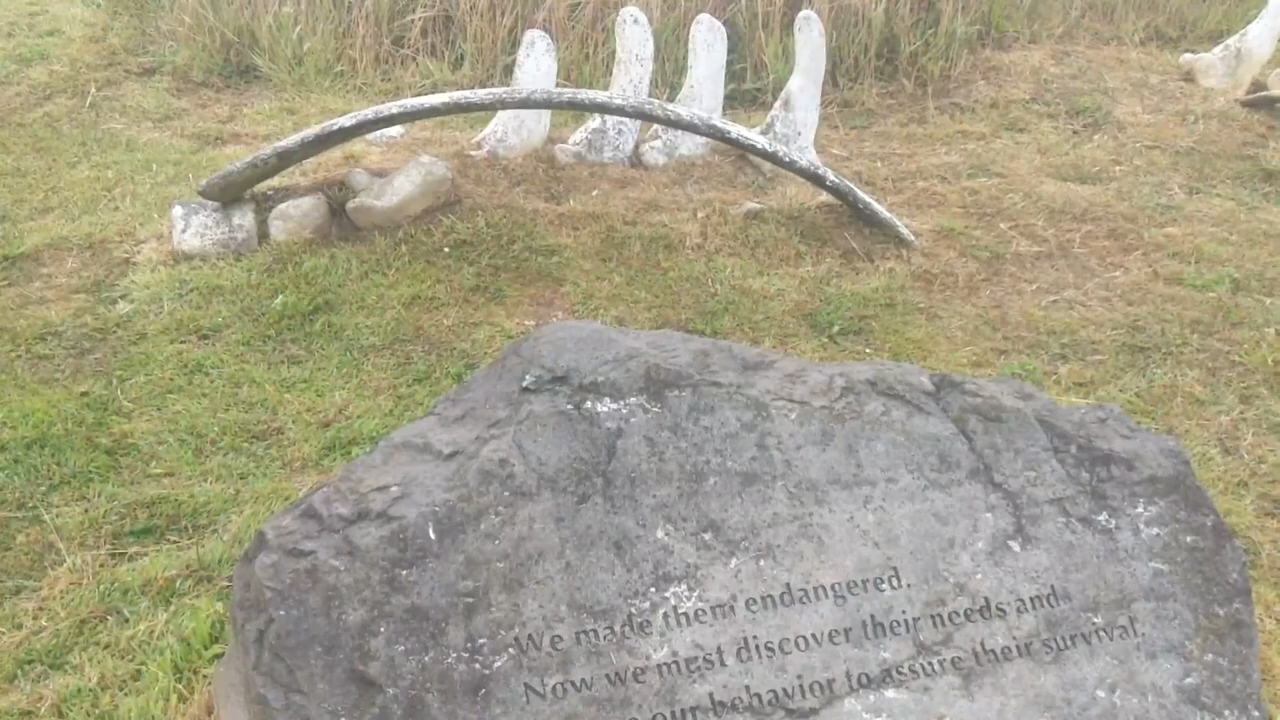 We made them endangered.
Now we must discover their needs and
our behavior to assure their survival.